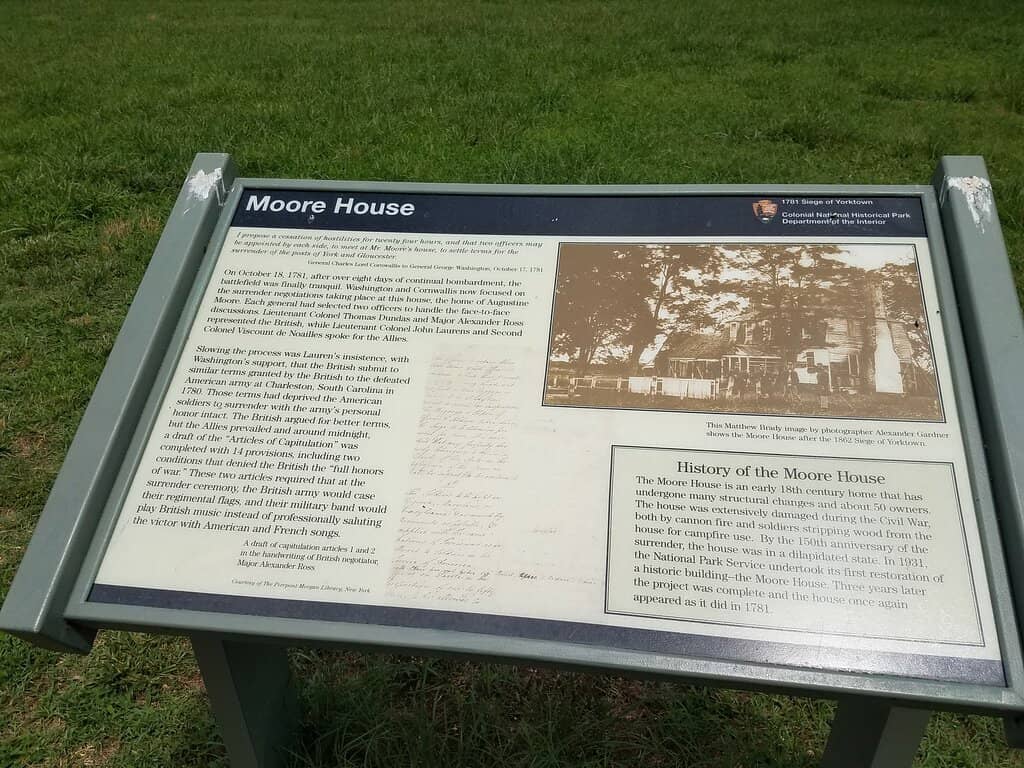 Moore House
1781 Siege of Yorktown
Colonial National Historical Park
Department of the Interior
I propose a cessation of hostilities for twenty four hours, and that two officers may
be appointed by each side, to meet at Mr. Moore's house, to settle terms for the
surrender of the posts of York and Gloucester.
General Charles Lord Cornwallis to General George Washington, October 17, 1781
On October 18, 1781, after over eight days of continual bombardment, the
battlefield was finally tranquil. Washington and Cornwallis now focused on
the surrender negotiations taking place at this house, the home of Augustine
Moore. Each general had selected two officers to handle the face-to-face
discussions. Lieutenant Colonel Thomas Dundas and Major Alexander Ross
represented the British, while Lieutenant Colonel John Laurens and Second
Colonel Viscount de Noailles spoke for the Allies.
Slowing the process was Lauren's insistence, with
Washington's support, that the British submit to
similar terms granted by the British to the defeated
American army at Charleston, South Carolina in
1780. Those terms had deprived the American
soldiers to surrender with the army's personal
honor intact. The British argued for better terms,
but the Allies prevailed and around midnight,
a draft of the "Articles of Capitulation" was
completed with 14 provisions, including two
conditions that denied the British the "full honors
of war." These two articles required that at the
surrender ceremony, the British army would case
their regimental flags, and their military band would
play British music instead of professionally saluting
the victor with American and French songs.
A draft of capitulation articles 1 and 2
in the handwriting of British negotiator,
Major Alexander Ross
Courtesy of The Pierpont Morgan Library, New York
This Matthew Brady image by photographer Alexander Gardner
shows the Moore House after the 1862 Siege of Yorktown.
History of the Moore House
The Moore House is an early 18th century home that has
undergone many structural changes and about 50 owners.
The house was extensively damaged during the Civil War,
both by cannon fire and soldiers stripping wood from the
house for campfire use. By the 150th anniversary of the
surrender, the house was in a dilapidated state. In 1931,
the National Park Service undertook its first restoration of
a historic building--the Moore House. Three years later
the project was complete and the house once again
appeared as it did in 1781.